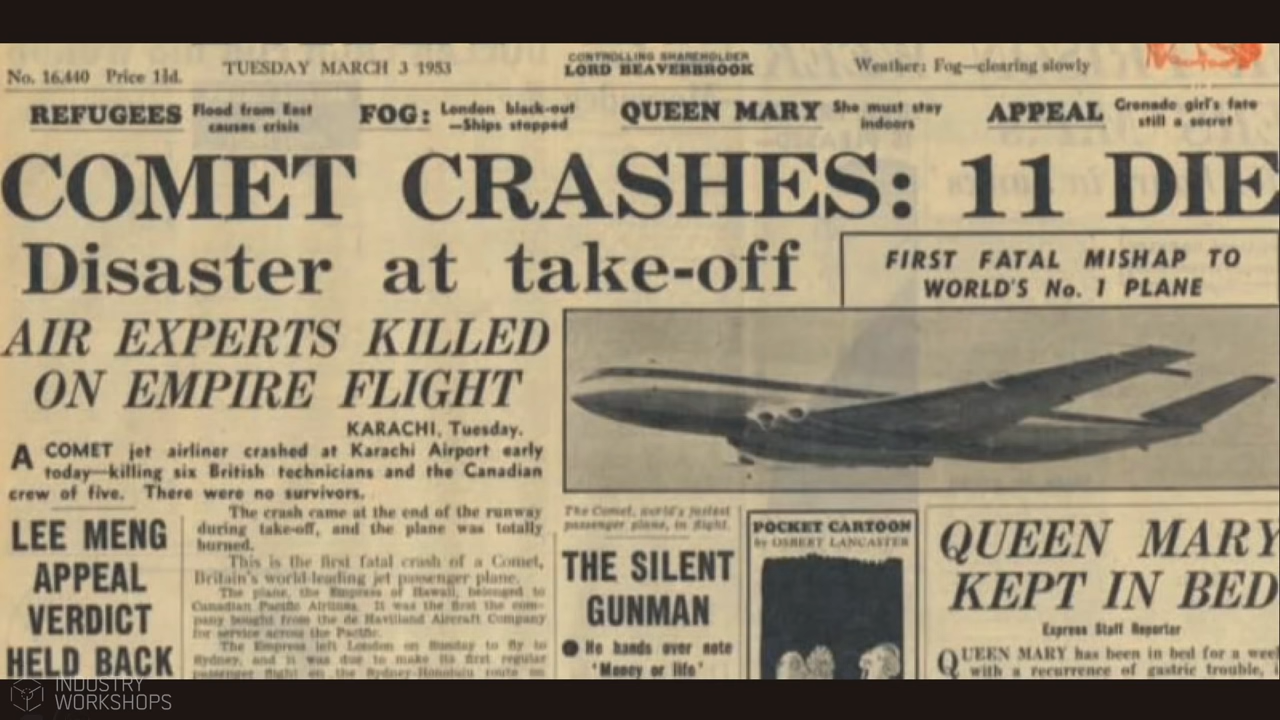 No. 16,440 Price 1½d.
TUESDAY MARCH 3 1953
CONTROLLING SHAREHOLDER
LORD BEAVERBROOK
Weather: Fog—clearing slowly
REFUGEES Flood from East
causes crisis
FOG: London black-out
—Ships stopped
QUEEN MARY She must stay
indoors
APPEAL Grenade girl's fate
still a secret
COMET CRASHES: 11 DIE
Disaster at take-off
FIRST FATAL MISHAP TO
WORLD'S No. 1 PLANE
AIR EXPERTS KILLED
ON EMPIRE FLIGHT
KARACHI, Tuesday.
A COMET jet airliner crashed at Karachi Airport early
today—killing six British technicians and the Canadian
crew of five. There were no survivors.
The crash came at the end of the runway
during take-off, and the plane was totally
burned.
This is the first fatal crash of a Comet,
Britain's world-leading jet passenger plane.
The plane, the Empress of Hawaii, belonged to
Canadian Pacific Airlines. It was the first the com-
pany bought from the de Havilland Aircraft Company
for service across the Pacific.
The Empress left London on Sunday to fly to
Sydney, and it was due to make its first regular
passenger flight on the Sydney-Honolulu route on
LEE MENG
APPEAL
VERDICT
HELD BACK
The Comet, world's fastest
passenger plane, in flight.
THE SILENT
GUNMAN
● He hands over note
'Money or life'
POCKET CARTOON
by OSBERT LANCASTER
QUEEN MARY
KEPT IN BED
Express Staff Reporter
QUEEN MARY has been in bed for a week
with a recurrence of gastric trouble,
INDUSTRY
WORKSHOPS